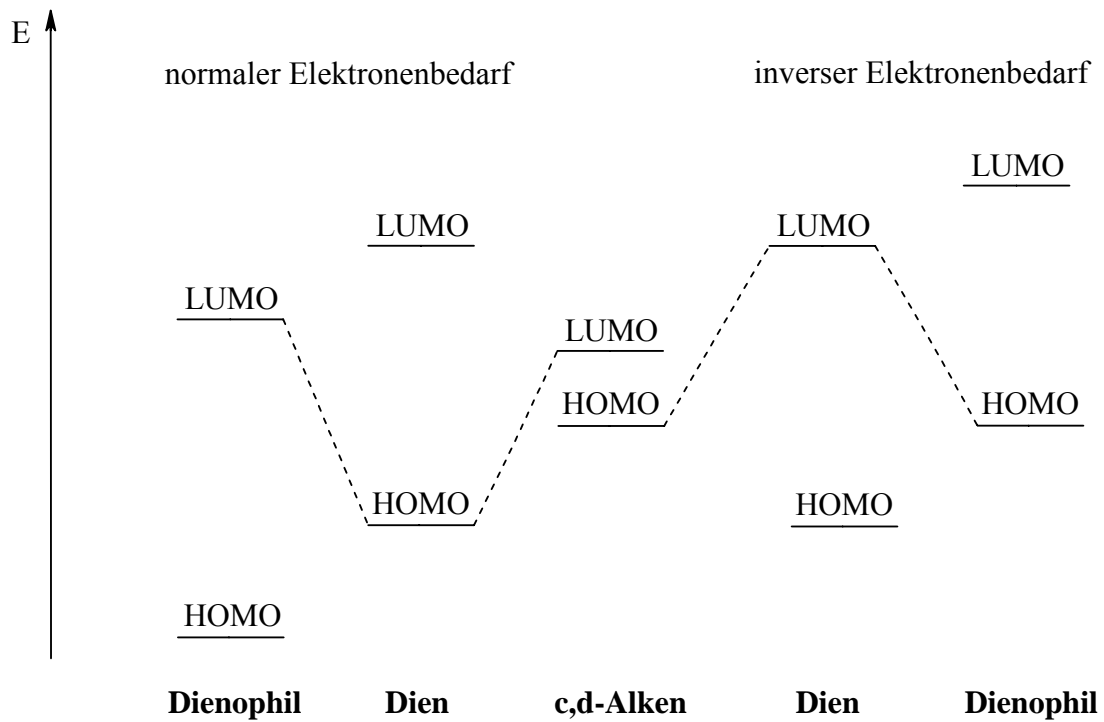 E
normaler Elektronenbedarf inverser Elektronenbedarf
LUMO
LUMO LUMO
LUMO
LUMO
HOMO HOMO
HOMO HOMO
HOMO
Dienophil Dien c,d-Alken Dien Dienophil